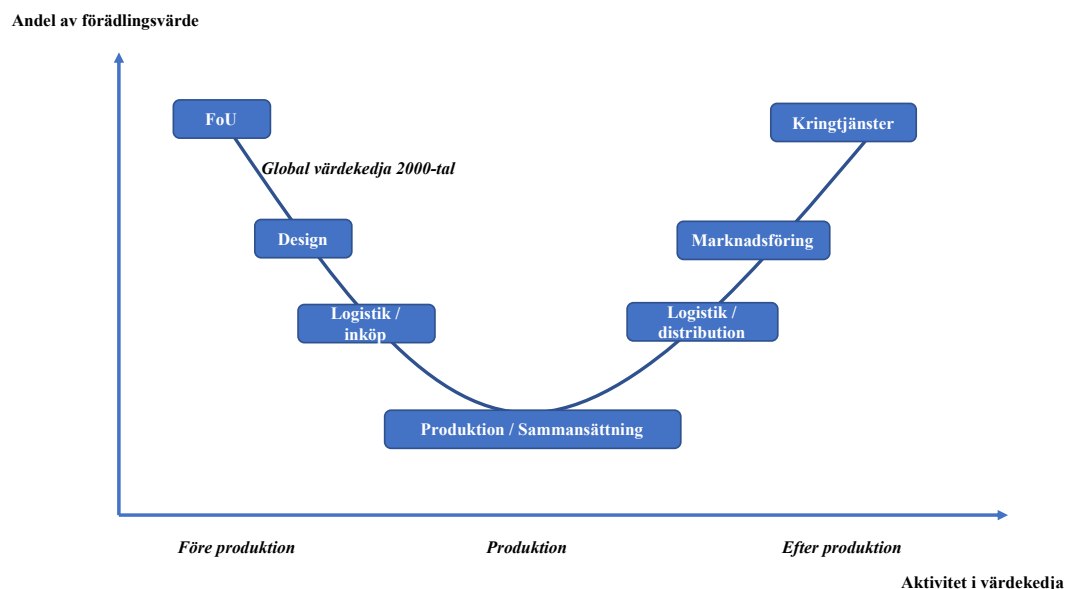 Andel av förädlingsvärde
FoU
Kringtjänster
Global värdekedja 2000-tal
Design
Marknadsföring
Logistik /
inköp
Logistik /
distribution
Produktion / Sammansättning
Före produktion
Produktion
Efter produktion
Aktivitet i värdekedja